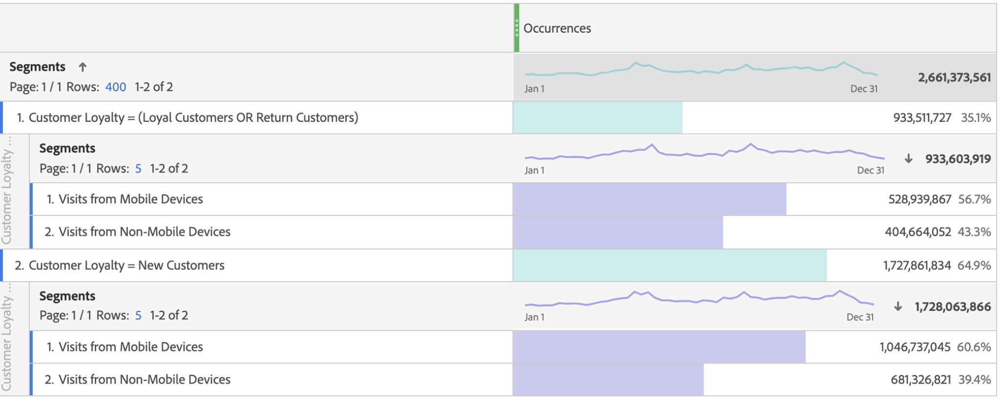 Occurrences
Segments ↑
Page: 1 / 1 Rows: 400 1-2 of 2
Jan 1
Dec 31
2,661,373,561
1. Customer Loyalty = (Loyal Customers OR Return Customers)
933,511,727 35.1%
Customer Loyalty ...
Segments
Page: 1 / 1 Rows: 5 1-2 of 2
Jan 1
Dec 31
↓ 933,603,919
1. Visits from Mobile Devices
528,939,867 56.7%
2. Visits from Non-Mobile Devices
404,664,052 43.3%
2. Customer Loyalty = New Customers
1,727,861,834 64.9%
Customer Loyalty ...
Segments
Page: 1 / 1 Rows: 5 1-2 of 2
Jan 1
Dec 31
↓ 1,728,063,866
1. Visits from Mobile Devices
1,046,737,045 60.6%
2. Visits from Non-Mobile Devices
681,326,821 39.4%